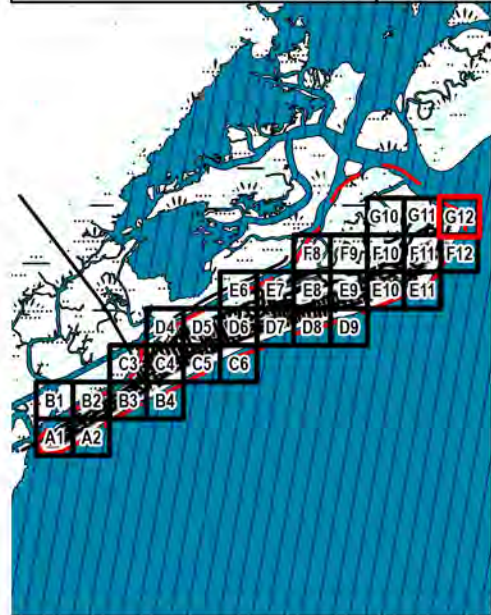 G10 G11 G12
F8 F9 F10 F11 F12
E6 E7 E8 E9 E10 E11
D4 D5 D6 D7 D8 D9
C3 C4 C5 C6
B1 B2 B3 B4
A1 A2